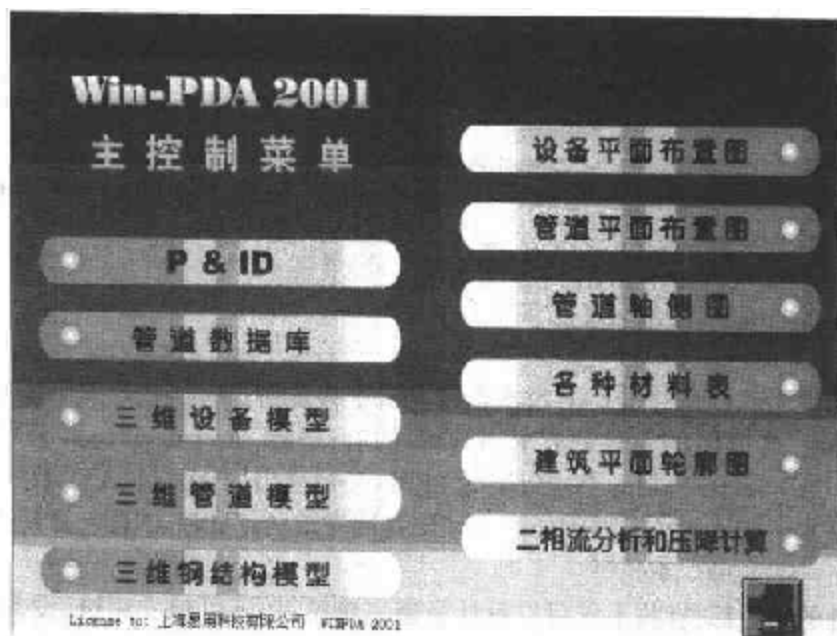 Win-PDA 2001
主控制菜单
P & ID
管道数据库
三维设备模型
三维管道模型
三维钢结构模型
设备平面布置图
管道平面布置图
管道轴侧图
各种材料表
建筑平面轮廓图
二相流分析和压降计算
License to: 上海易用科技有限公司 WINPDA 2001